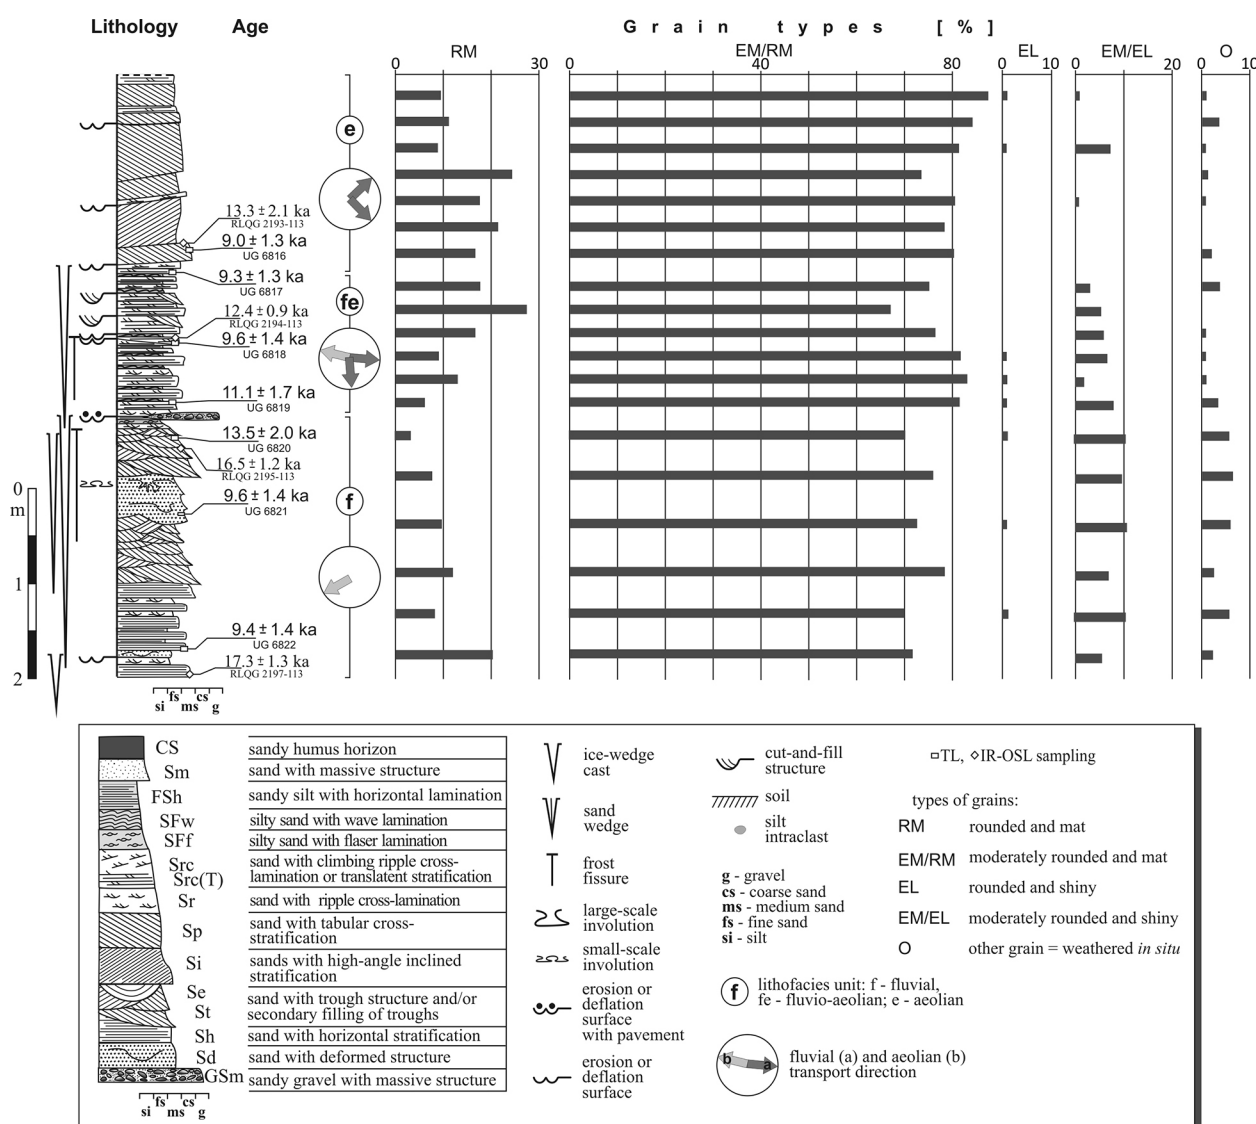 Lithology Age Grain types [%]
RM EM/RM EL EM/EL O
0 30 0 40 80 0 10 0 20 0 10
e
13.3 ± 2.1 ka
RLQG 2193-113
9.0 ± 1.3 ka
UG 6816
9.3 ± 1.3 ka
UG 6817
fe
12.4 ± 0.9 ka
RLQG 2194-113
9.6 ± 1.4 ka
UG 6818
11.1 ± 1.7 ka
UG 6819
13.5 ± 2.0 ka
UG 6820
16.5 ± 1.2 ka
RLQG 2195-113
0
m
9.6 ± 1.4 ka
UG 6821
f
1
9.4 ± 1.4 ka
UG 6822
17.3 ± 1.3 ka
RLQG 2197-113
2
fs cs
si ms g
CS sandy humus horizon
Sm sand with massive structure
FSh sandy silt with horizontal lamination
SFw silty sand with wave lamination
SFf silty sand with flaser lamination
Src sand with climbing ripple cross-
Src(T) lamination or translatent stratification
Sr sand with ripple cross-lamination
Sp sand with tabular cross-
stratification
Si sands with high-angle inclined
stratification
Se sand with trough structure and/or
St secondary filling of troughs
Sh sand with horizontal stratification
Sd sand with deformed structure
GSm sandy gravel with massive structure
fs cs
si ms g
ice-wedge
cast
sand
wedge
frost
fissure
large-scale
involution
small-scale
involution
erosion or
deflation
surface
with pavement
erosion or
deflation
surface
cut-and-fill
structure
soil
silt
intraclast
g - gravel
cs - coarse sand
ms - medium sand
fs - fine sand
si - silt
TL, IR-OSL sampling
types of grains:
RM rounded and mat
EM/RM moderately rounded and mat
EL rounded and shiny
EM/EL moderately rounded and shiny
O other grain = weathered in situ
f
lithofacies unit: f - fluvial,
fe - fluvio-aeolian; e - aeolian
b a
fluvial (a) and aeolian (b)
transport direction